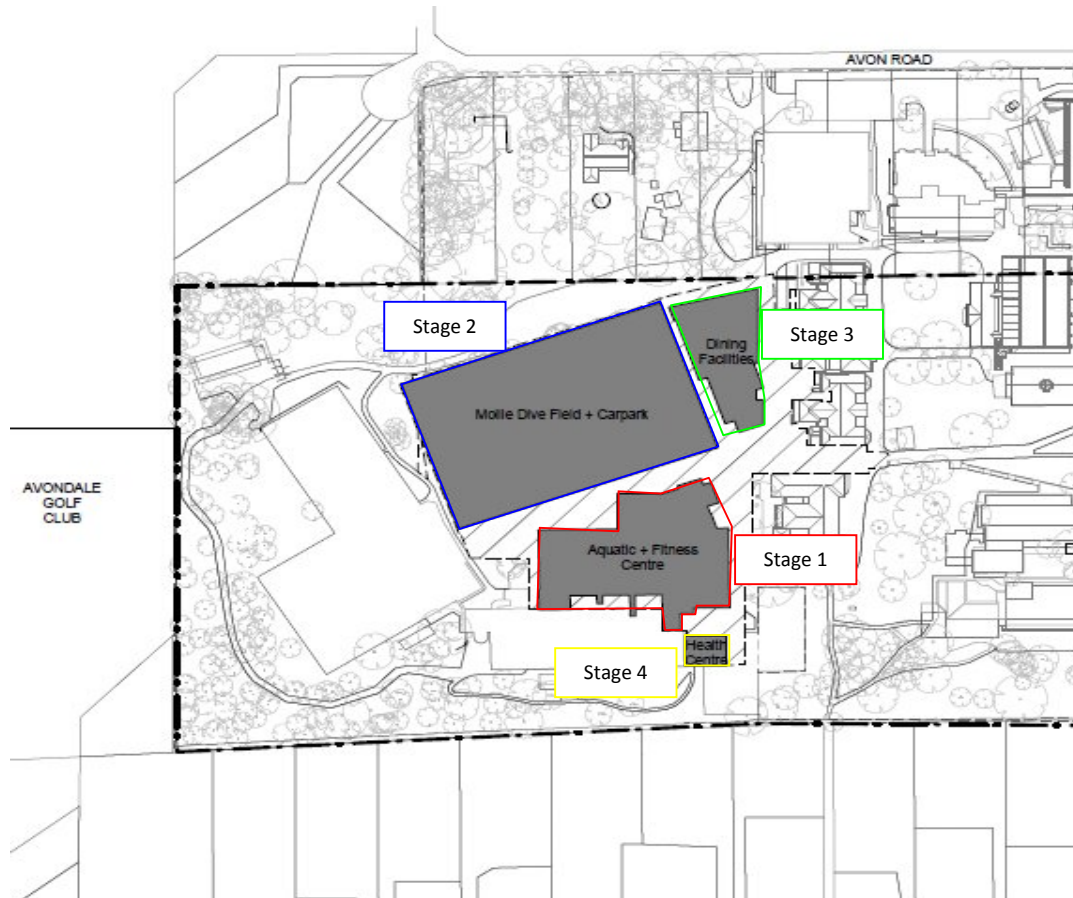 AVON ROAD
Stage 2
Stage 3
Dining
Facilities
Mollie Dive Field + Carpark
AVONDALE
GOLF
CLUB
Aquatic + Fitness
Centre
Stage 1
Health
Centre
Stage 4